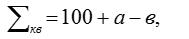 ∑кв = 100 + а – в,